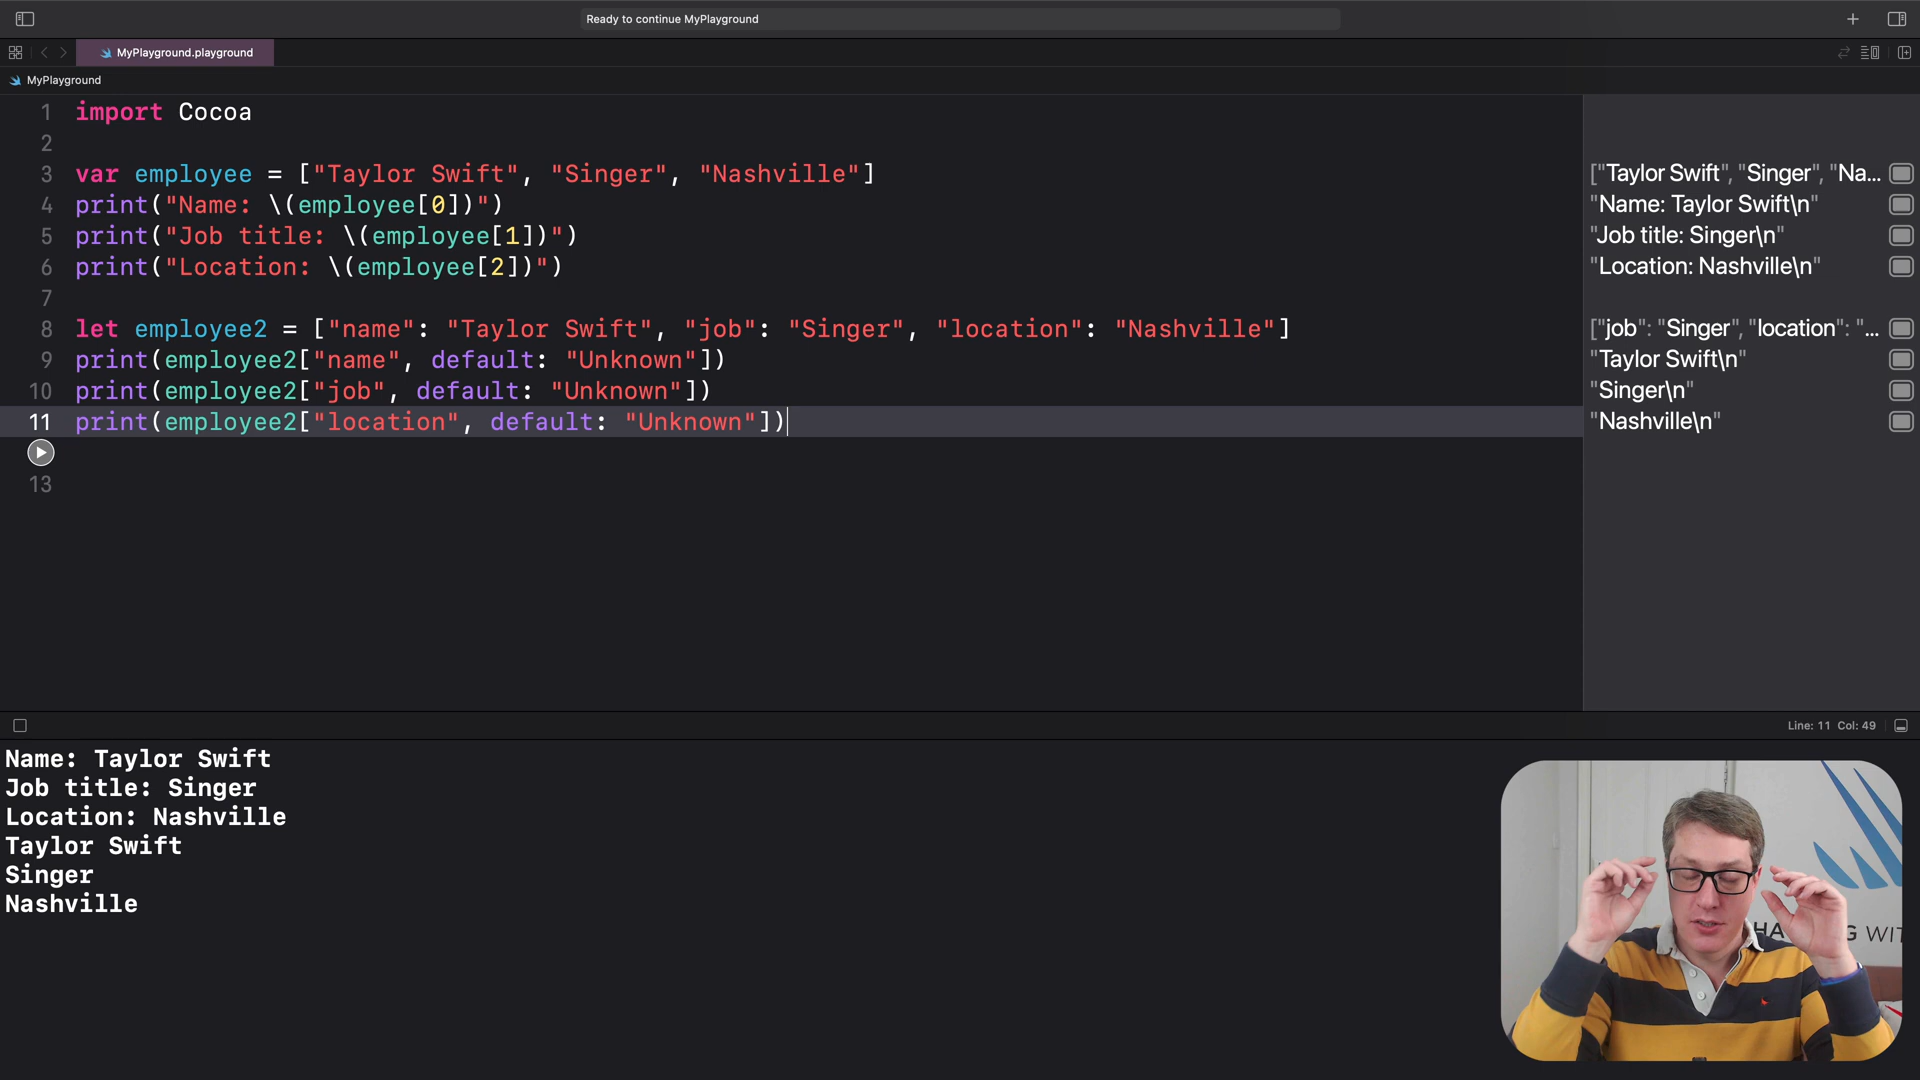 Ready to continue MyPlayground
MyPlayground.playground
MyPlayground
1 import Cocoa
2
3 var employee = ["Taylor Swift", "Singer", "Nashville"]
4 print("Name: \(employee[0])")
5 print("Job title: \(employee[1])")
6 print("Location: \(employee[2])")
7
8 let employee2 = ["name": "Taylor Swift", "job": "Singer", "location": "Nashville"]
9 print(employee2["name", default: "Unknown"])
10 print(employee2["job", default: "Unknown"])
11 print(employee2["location", default: "Unknown"])
13
["Taylor Swift", "Singer", "Na...
"Name: Taylor Swift\n"
"Job title: Singer\n"
"Location: Nashville\n"
["job": "Singer", "location": "...
"Taylor Swift\n"
"Singer\n"
"Nashville\n"
Line: 11 Col: 49
Name: Taylor Swift
Job title: Singer
Location: Nashville
Taylor Swift
Singer
Nashville